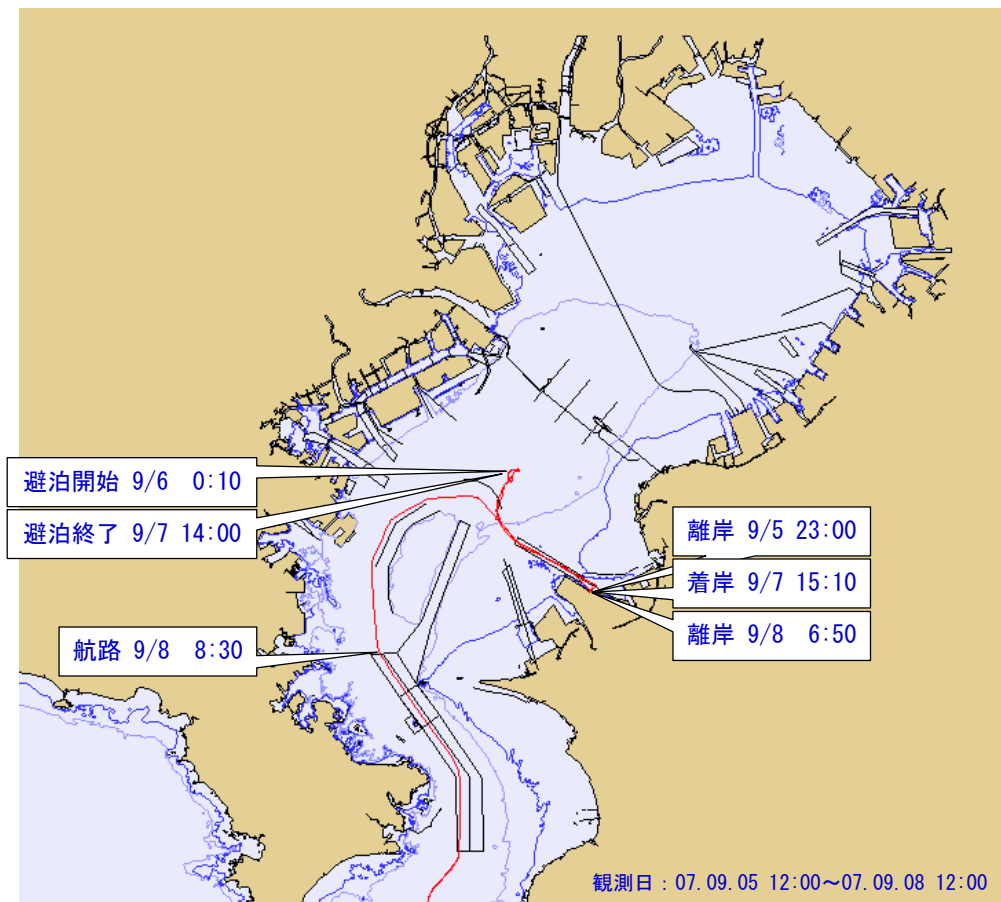 避泊開始 9/6 0:10
避泊終了 9/7 14:00
離岸 9/5 23:00
着岸 9/7 15:10
離岸 9/8 6:50
航路 9/8 8:30
観測日：07.09.05 12:00～07.09.08 12:00